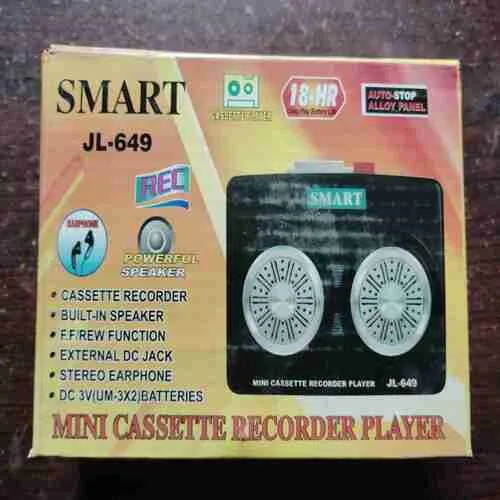 SMART
JL-649
CASSETTE PLAYER
18-HR
AUTO-STOP
ALLOY PANEL
REC
EARPHONE
POWERFUL
SPEAKER
• CASSETTE RECORDER
• BUILT-IN SPEAKER
• F.F/REW FUNCTION
• EXTERNAL DC JACK
• STEREO EARPHONE
• DC 3V(UM-3X2)BATTERIES
SMART
MINI CASSETTE RECORDER PLAYER JL-649
MINI CASSETTE RECORDER PLAYER